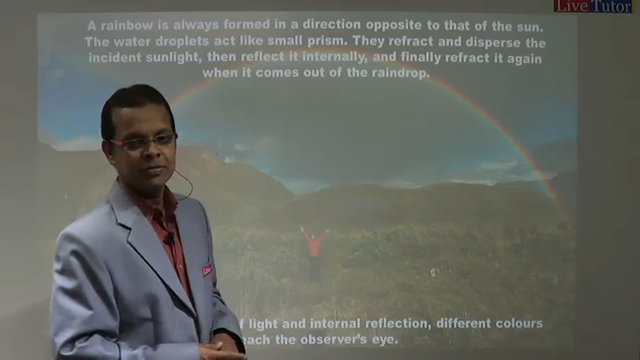 Live Tutor
A rainbow is always formed in a direction opposite to that of the sun.
The water droplets act like small prism. They refract and disperse the
incident sunlight, then reflect it internally, and finally refract it again
when it comes out of the raindrop.
of light and internal reflection, different colours
each the observer's eye.